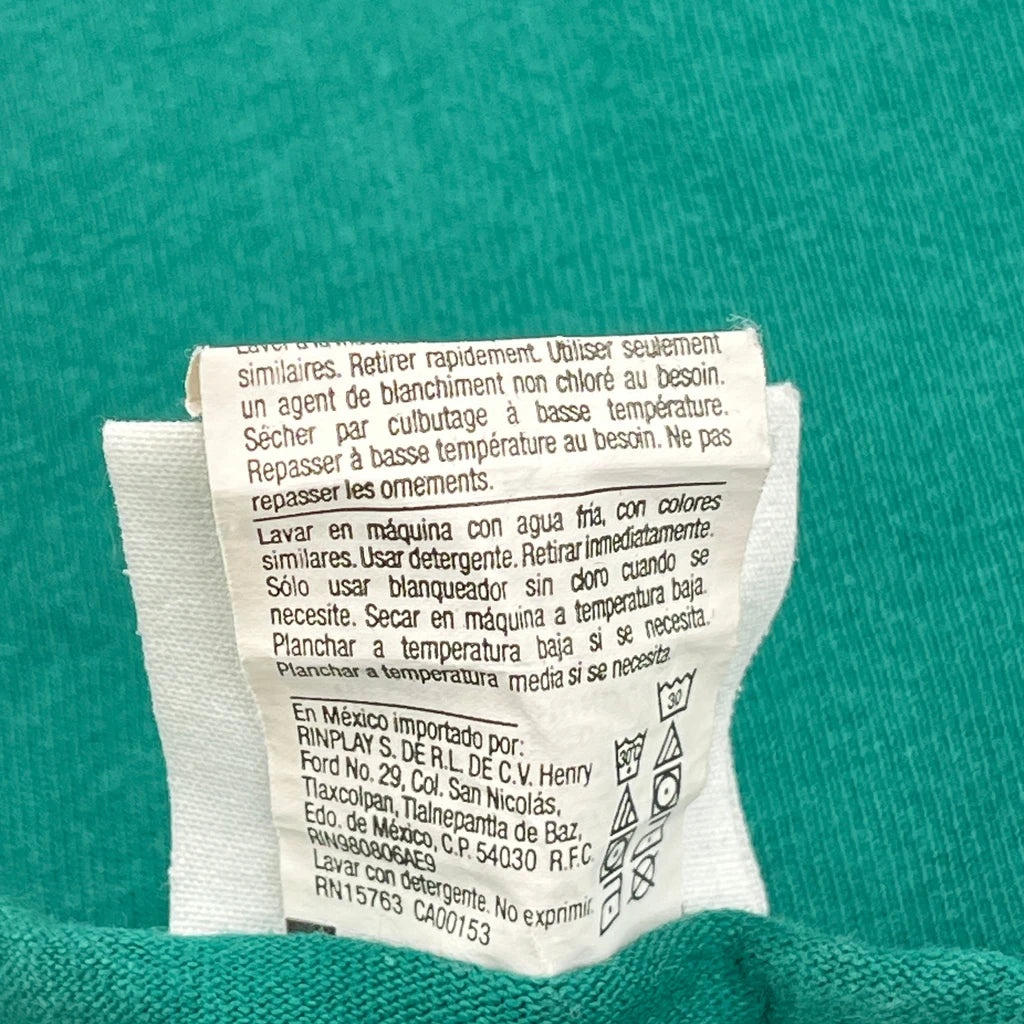 similaires. Retirer rapidement. Utiliser seulement
un agent de blanchiment non chloré au besoin.
Sécher par culbutage à basse température.
Repasser à basse température au besoin. Ne pas
repasser les ornements.
Lavar en máquina con agua fría, con colores
similares. Usar detergente. Retirar inmediatamente.
Sólo usar blanqueador sin cloro cuando se
necesite. Secar en máquina a temperatura baja.
Planchar a temperatura baja si se necesita.
Planchar a temperatura media si se necesita.
En México importado por:
RINPLAY S. DE R.L. DE C.V. Henry
Ford No. 29, Col. San Nicolás,
Tlaxcolpan, Tlalnepantla de Baz,
Edo. de México, C.P. 54030 R.F.C.
RIN980806AE9
Lavar con detergente. No exprimir.
RN15763 CA00153
30
30°C